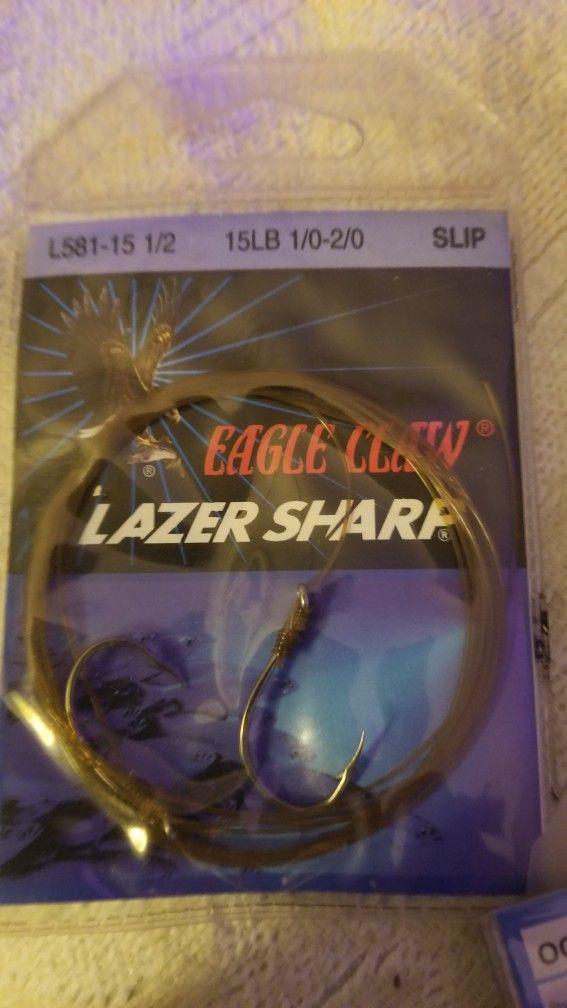 L581-15 1/2 15LB 1/0-2/0 SLIP
EAGLE CLAW®
®
LAZER SHARP®